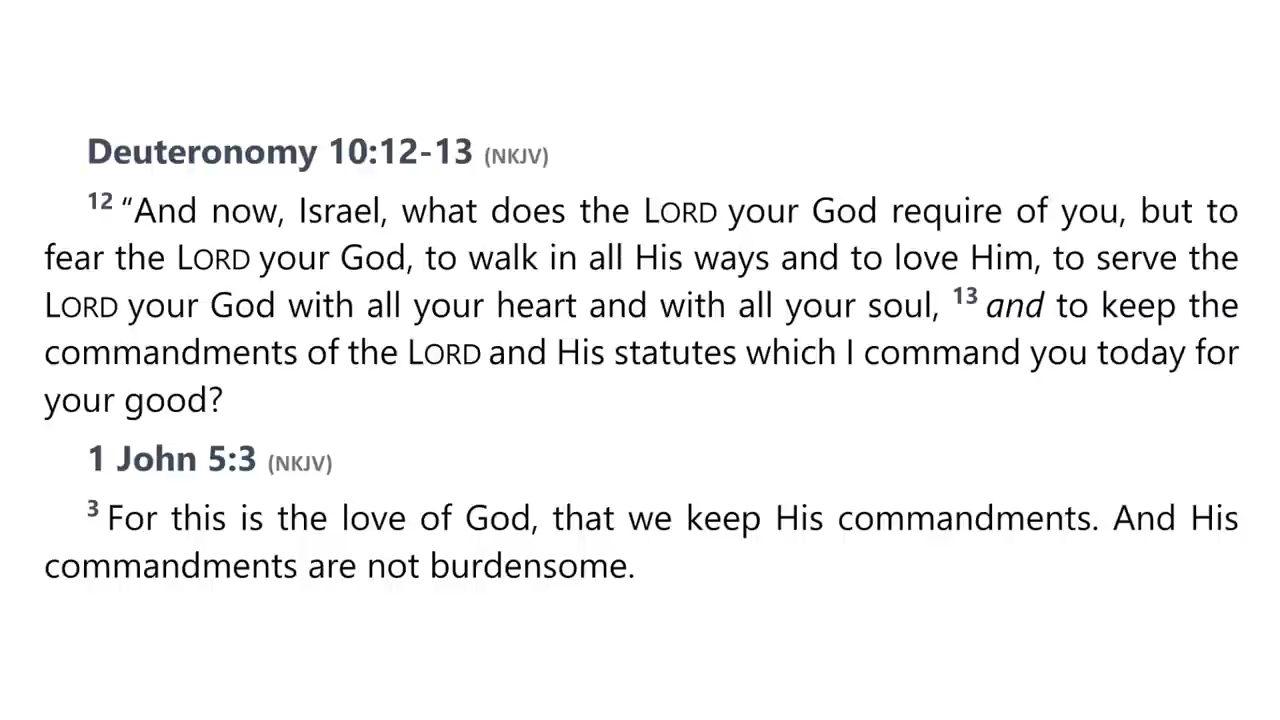 Deuteronomy 10:12-13 (NKJV)
12 “And now, Israel, what does the LORD your God require of you, but to
fear the LORD your God, to walk in all His ways and to love Him, to serve the
LORD your God with all your heart and with all your soul, 13 and to keep the
commandments of the LORD and His statutes which I command you today for
your good?
1 John 5:3 (NKJV)
3 For this is the love of God, that we keep His commandments. And His
commandments are not burdensome.